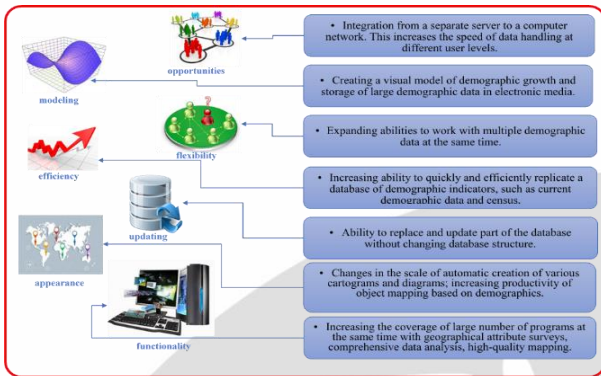 • Integration from a separate server to a computer
network. This increases the speed of data handling at
different user levels.
opportunities
• Creating a visual model of demographic growth and
storage of large demographic data in electronic media.
modeling
?
• Expanding abilities to work with multiple demographic
data at the same time.
flexibility
efficiency
• Increasing ability to quickly and efficiently replicate a
database of demographic indicators, such as current
demographic data and census.
updating
• Ability to replace and update part of the database
without changing database structure.
appearance
• Changes in the scale of automatic creation of various
cartograms and diagrams; increasing productivity of
object mapping based on demographics.
functionality
• Increasing the coverage of large number of programs at
the same time with geographical attribute surveys,
comprehensive data analysis, high-quality mapping.